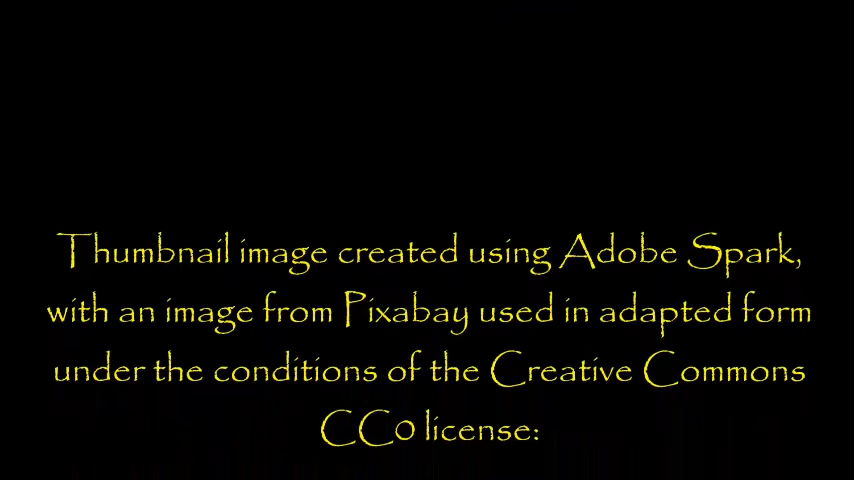 Thumbnail image created using Adobe Spark,
with an image from Pixabay used in adapted form
under the conditions of the Creative Commons
CC0 license: